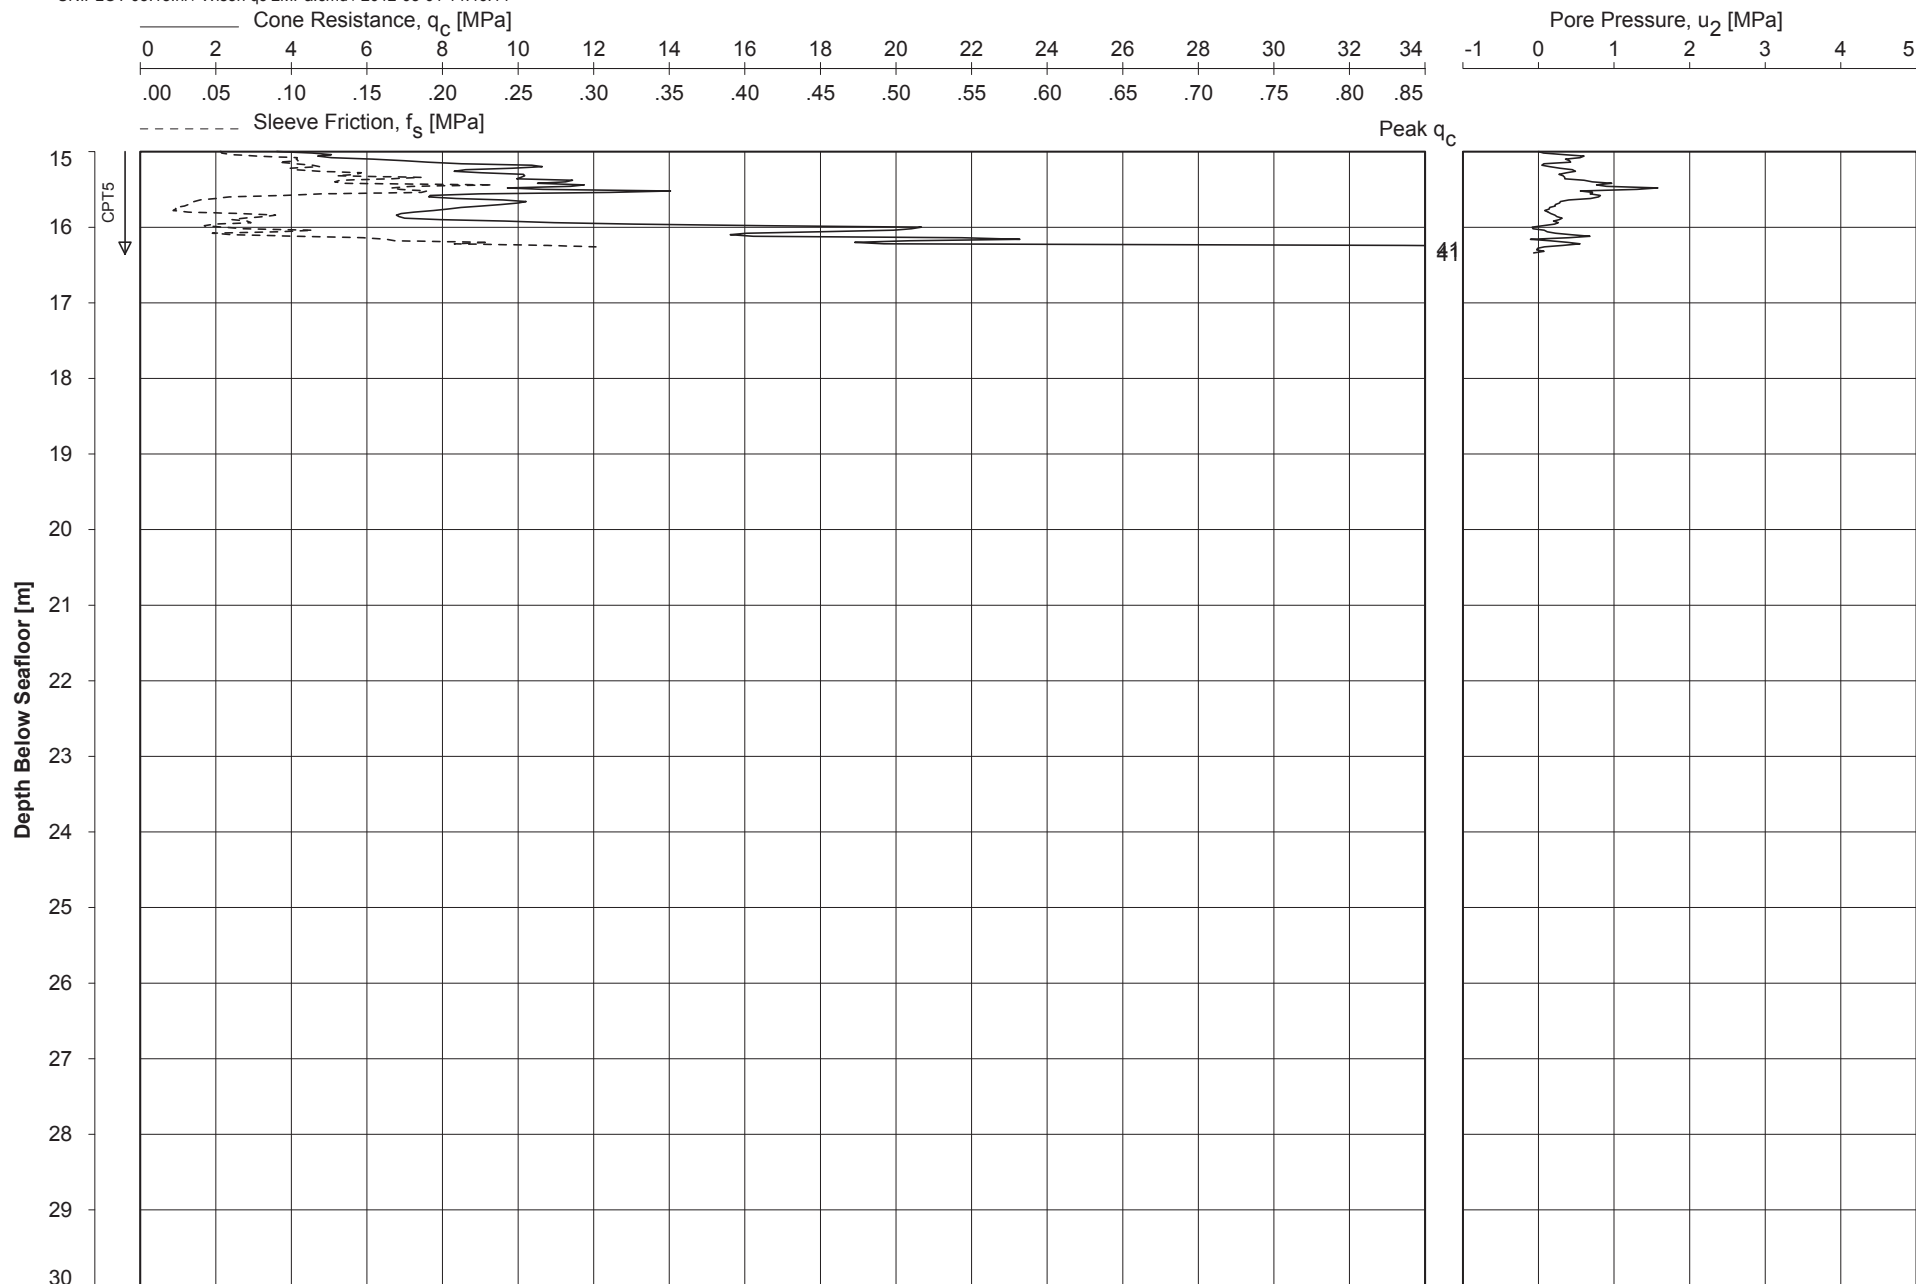 Cone Resistance, qc [MPa]
0 2 4 6 8 10 12 14 16 18 20 22 24 26 28 30 32 34
.00 .05 .10 .15 .20 .25 .30 .35 .40 .45 .50 .55 .60 .65 .70 .75 .80 .85
Sleeve Friction, fs [MPa]
Peak qc
Pore Pressure, u2 [MPa]
-1 0 1 2 3 4 5
CPT5
41
41
Depth Below Seafloor [m]
15
16
17
18
19
20
21
22
23
24
25
26
27
28
29
30